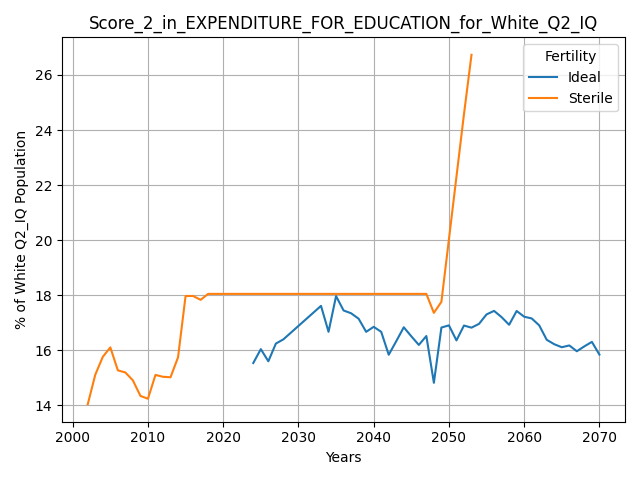 Score_2_in_EXPENDITURE_FOR_EDUCATION_for_White_Q2_IQ
Fertility
Ideal
Sterile
% of White Q2_IQ Population
26
24
22
20
18
16
14
2000 2010 2020 2030 2040 2050 2060 2070
Years